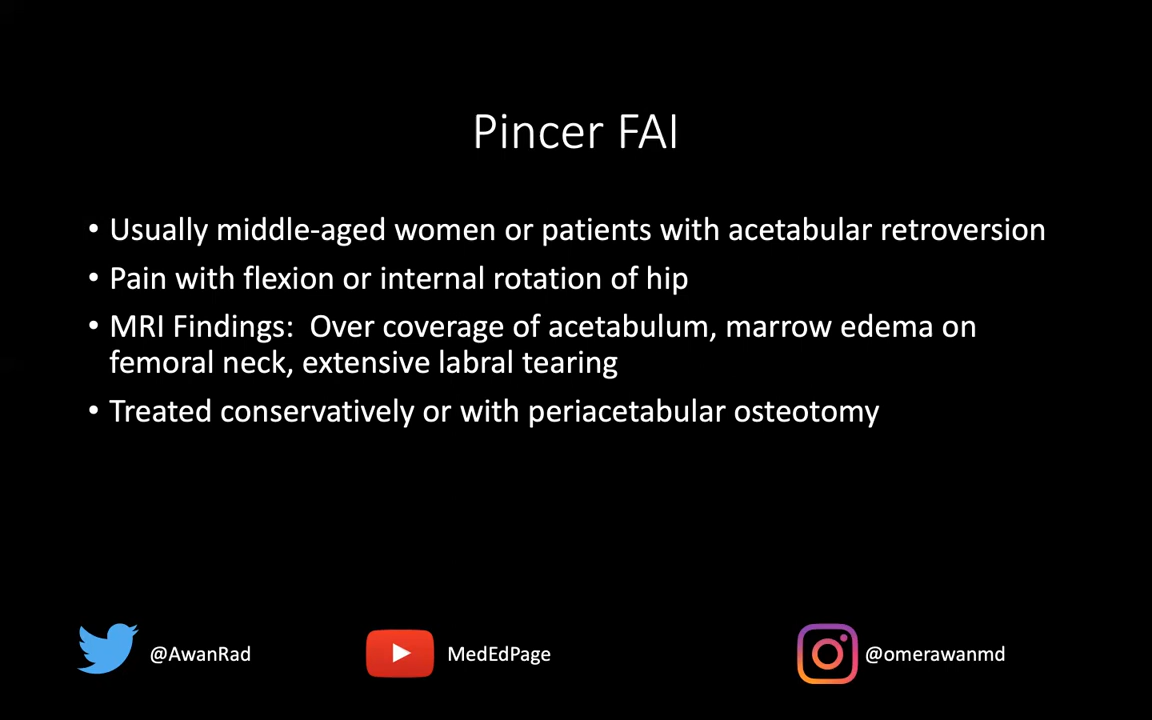 Pincer FAI
• Usually middle-aged women or patients with acetabular retroversion
• Pain with flexion or internal rotation of hip
• MRI Findings:  Over coverage of acetabulum, marrow edema on
femoral neck, extensive labral tearing
• Treated conservatively or with periacetabular osteotomy
@AwanRad
MedEdPage
@omerawanmd